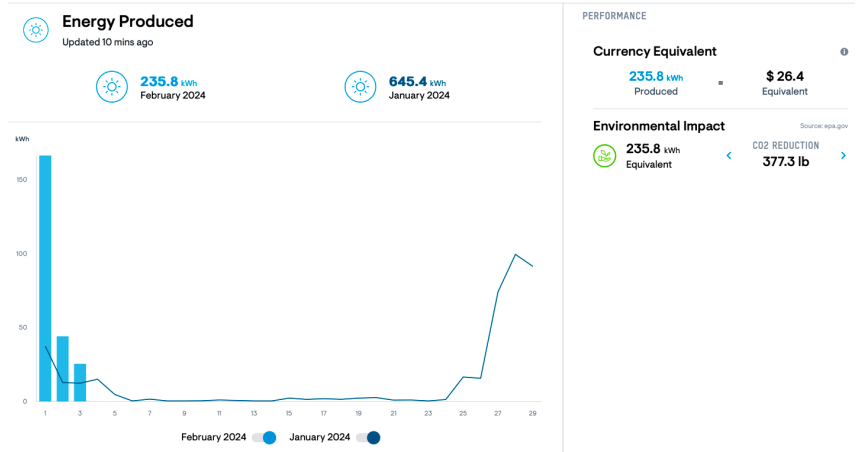 Energy Produced
Updated 10 mins ago
235.8 kWh
February 2024
645.4 kWh
January 2024
kWh
150
100
50
0
1 3 5 7 9 11 13 15 17 19 21 23 25 27 29
February 2024 January 2024
PERFORMANCE
Currency Equivalent
235.8 kWh = $ 26.4
Produced Equivalent
Environmental Impact Source: epa.gov
235.8 kWh
Equivalent
CO2 REDUCTION
377.3 lb